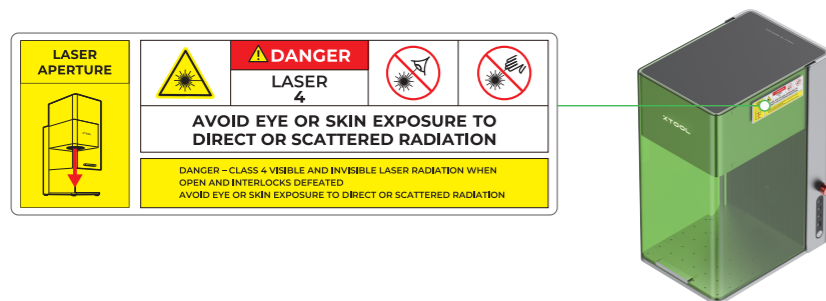 LASER
APERTURE
XTOOL
DANGER
LASER
4
AVOID EYE OR SKIN EXPOSURE TO
DIRECT OR SCATTERED RADIATION
DANGER – CLASS 4 VISIBLE AND INVISIBLE LASER RADIATION WHEN
OPEN AND INTERLOCKS DEFEATED
AVOID EYE OR SKIN EXPOSURE TO DIRECT OR SCATTERED RADIATION
XTOOL